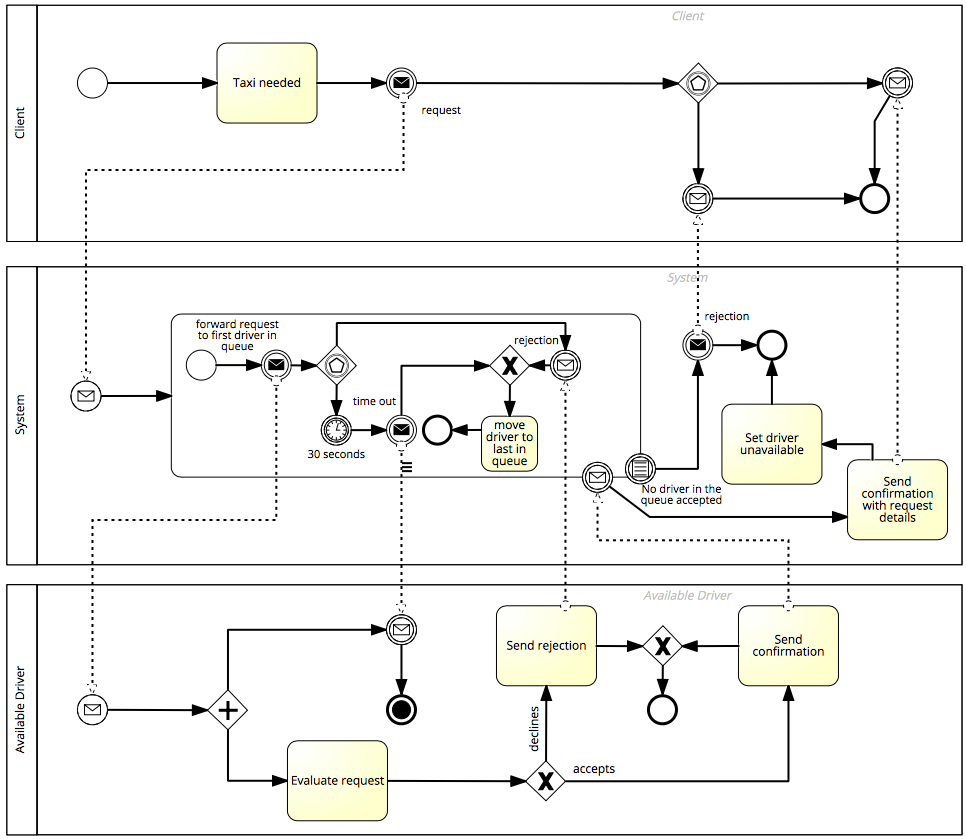 Client
Client
Taxi needed
request
System
System
forward request
to first driver in
queue
rejection
time out
30 seconds
move
driver to
last in
queue
rejection
No driver in the
queue accepted
Set driver
unavailable
Send
confirmation
with request
details
Available Driver
Available Driver
Send rejection
Send
confirmation
declines
accepts
Evaluate request